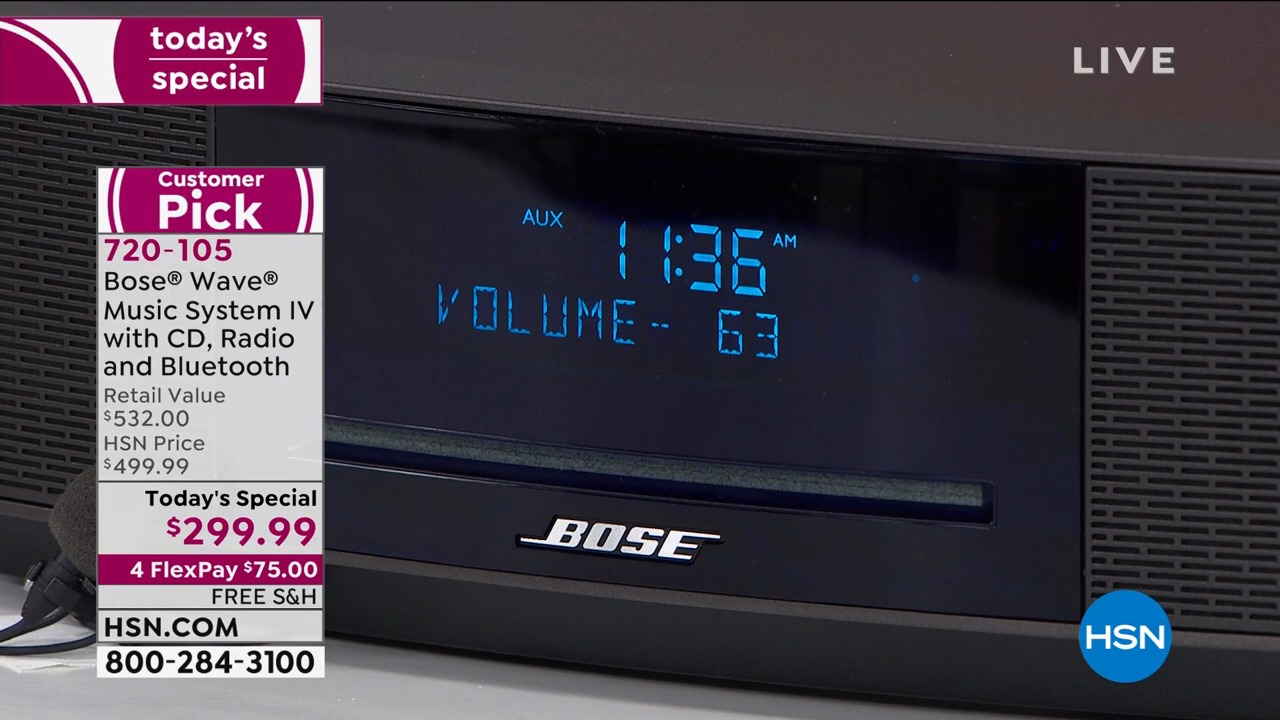 today's
special
LIVE
Customer
Pick
720-105
Bose® Wave®
Music System IV
with CD, Radio
and Bluetooth
Retail Value
$532.00
HSN Price
$499.99
Today's Special
$299.99
4 FlexPay $75.00
FREE S&H
HSN.COM
800-284-3100
AUX 11:36 AM
VOLUME- 63
BOSE
HSN